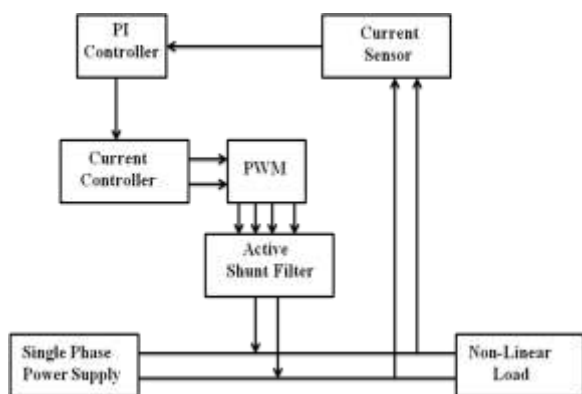 PI
Controller
Current
Sensor
Current
Controller
PWM
Active
Shunt Filter
Single Phase
Power Supply
Non-Linear
Load